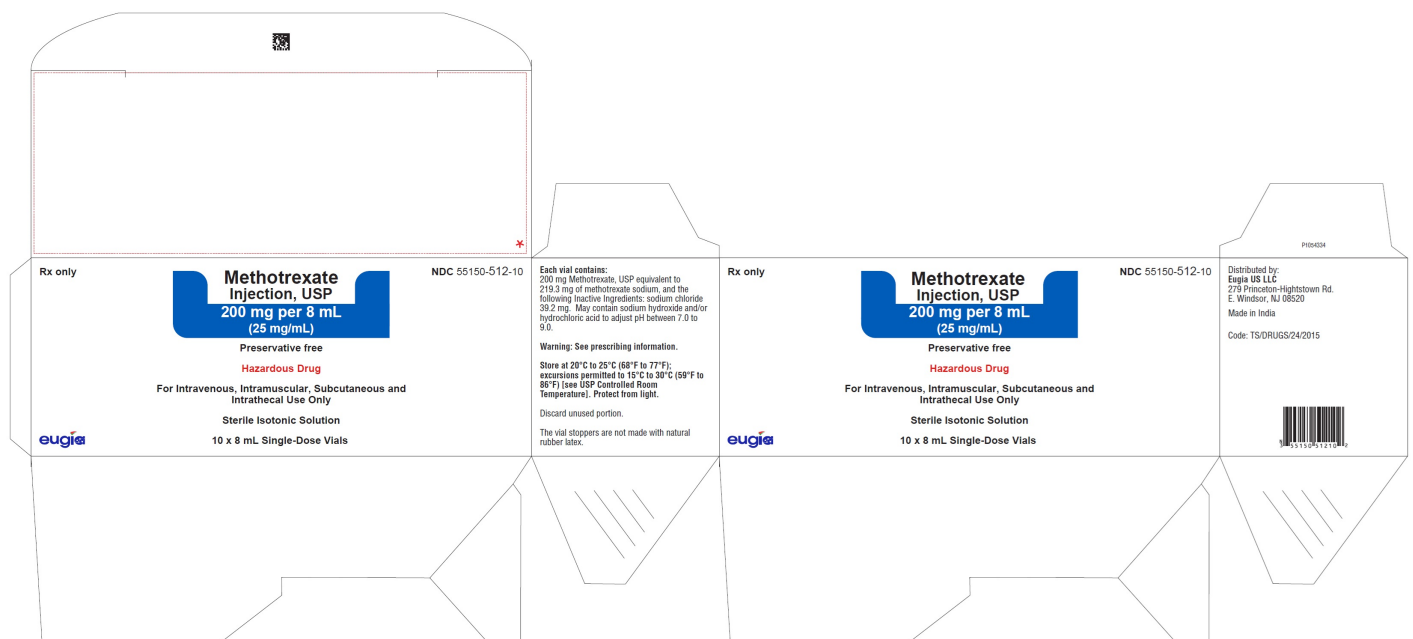 Rx only
NDC 55150-512-10
Methotrexate
Injection, USP
200 mg per 8 mL
(25 mg/mL)
Preservative free
Hazardous Drug
For Intravenous, Intramuscular, Subcutaneous and
Intrathecal Use Only
Sterile Isotonic Solution
eugia
10 x 8 mL Single-Dose Vials
Each vial contains:
200 mg Methotrexate, USP equivalent to
219.3 mg of methotrexate sodium, and the
following Inactive Ingredients: sodium chloride
39.2 mg. May contain sodium hydroxide and/or
hydrochloric acid to adjust pH between 7.0 to
9.0.
Warning: See prescribing information.
Store at 20°C to 25°C (68°F to 77°F);
excursions permitted to 15°C to 30°C (59°F to
86°F) [see USP Controlled Room
Temperature]. Protect from light.
Discard unused portion.
The vial stoppers are not made with natural
rubber latex.
Rx only
NDC 55150-512-10
Methotrexate
Injection, USP
200 mg per 8 mL
(25 mg/mL)
Preservative free
Hazardous Drug
For Intravenous, Intramuscular, Subcutaneous and
Intrathecal Use Only
Sterile Isotonic Solution
eugia
10 x 8 mL Single-Dose Vials
P1054334
Distributed by:
Eugia US LLC
279 Princeton-Hightstown Rd.
E. Windsor, NJ 08520
Made in India
Code: TS/DRUGS/24/2015
3 55150 51210 2